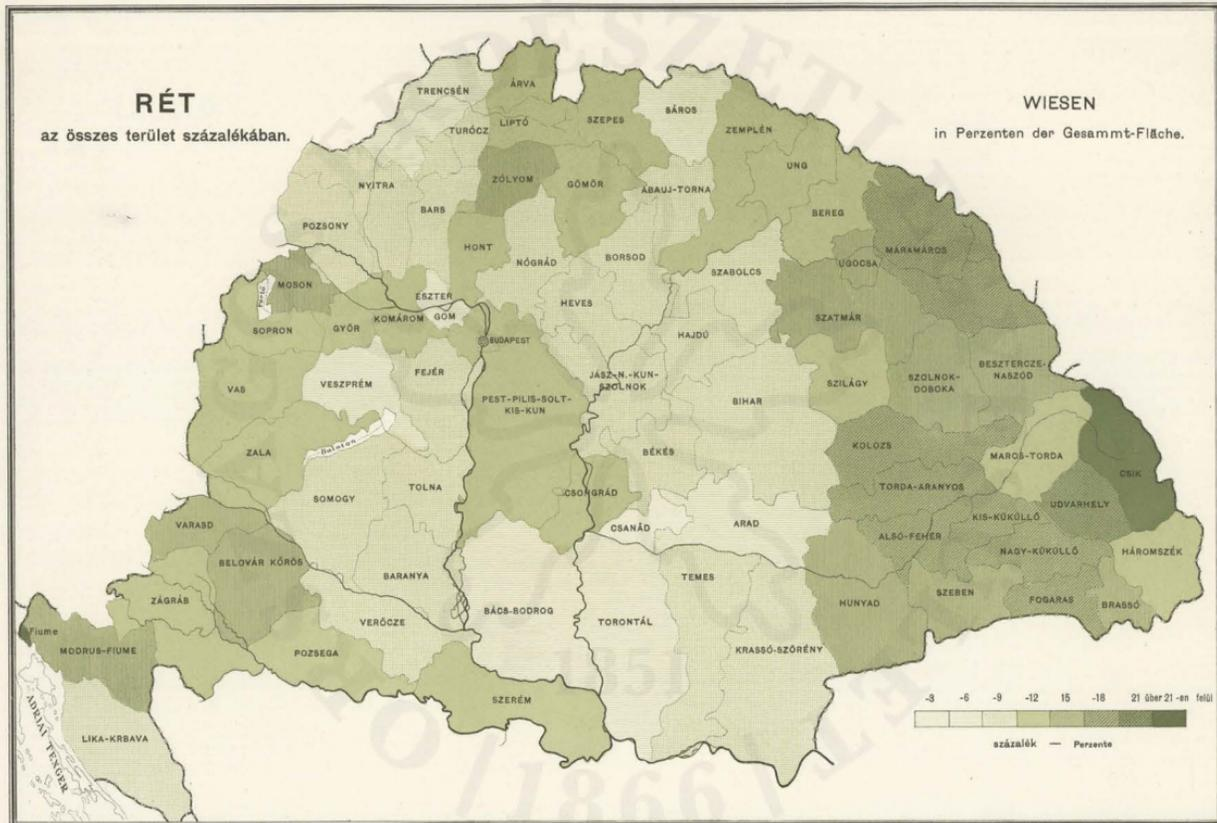 RÉT
az összes terület százalékában.
WIESEN
in Perzenten der Gesammt-Fläche.
ÁRVA
TRENCSÉN
LIPTÓ
SZEPES
SÁROS
TURÓCZ
ZEMPLÉN
UNG
ZÓLYOM
GÖMÖR
ABAUJ-TORNA
NYITRA
BARS
BEREG
POZSONY
HONT
NÓGRÁD
BORSOD
MÁRAMAROS
UGOCSA
SZABOLCS
MOSON
Fertő
ESZTER
GOM
HEVES
SZATMÁR
SOPRON
GYŐR
KOMÁROM
HAJDÚ
BUDAPEST
BESZTERCZE-
NASZÓD
VAS
VESZPRÉM
FEJÉR
JÁSZ-N.-KUN-
SZOLNOK
SZILÁGY
SZOLNOK-
DOBOKA
PEST-PILIS-SOLT-
KIS-KUN
BIHAR
ZALA
Balaton
BÉKÉS
KOLOZS
MAROS-TORDA
CSIK
SOMOGY
TOLNA
CSONGRÁD
TORDA-ARANYOS
UDVARHELY
VARASD
CSANÁD
ARAD
KIS-KÜKÜLLŐ
ALSÓ-FEHÉR
NAGY-KÜKÜLLŐ
HÁROMSZÉK
BELOVÁR KŐRÖS
BARANYA
TEMES
ZÁGRÁB
BÁCS-BODROG
TORONTÁL
HUNYAD
SZEBEN
FOGARAS
BRASSÓ
VERŐCZE
Fiume
MODRUS-FIUME
POZSEGA
KRASSÓ-SZÖRÉNY
SZERÉM
LIKA-KRBAVA
ADRIAI-TENGER
-3 -6 -9 -12 15 -18 21 über 21 -en felül
százalék — Perzente
1851
1866